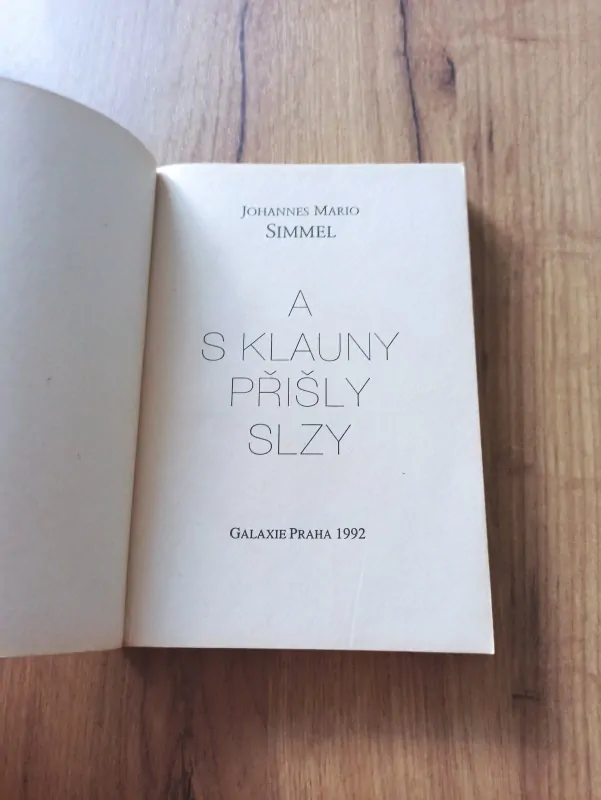 Johannes Mario
Simmel
A
S KLAUNY
PŘIŠLY
SLZY
Galaxie Praha 1992